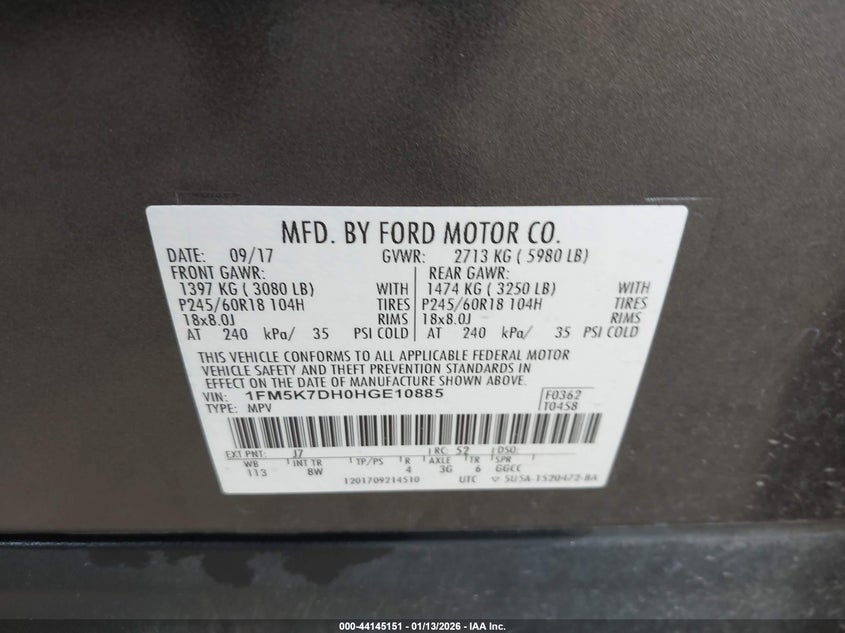 MFD. BY FORD MOTOR CO.
DATE: 09/17 GVWR: 2713 KG ( 5980 LB)
FRONT GAWR: REAR GAWR:
1397 KG ( 3080 LB) WITH 1474 KG ( 3250 LB) WITH
P245/60R18 104H TIRES P245/60R18 104H TIRES
18x8.0J RIMS 18x8.0J RIMS
AT 240 kPa/ 35 PSI COLD AT 240 kPa/ 35 PSI COLD
THIS VEHICLE CONFORMS TO ALL APPLICABLE FEDERAL MOTOR
VEHICLE SAFETY AND THEFT PREVENTION STANDARDS IN
EFFECT ON THE DATE OF MANUFACTURE SHOWN ABOVE.
VIN: 1FM5K7DH0HGE10885 F0362
TYPE: MPV T0458
EXT PNT: J7 RC: 52 DSO:
WB INT TR TP/PS R AXLE TR SPR
113 8W 4 3G 6 GGCC
1201709214510 UTC 5U5A-1520472-BA
000-44145151 - 01/13/2026 - IAA Inc.